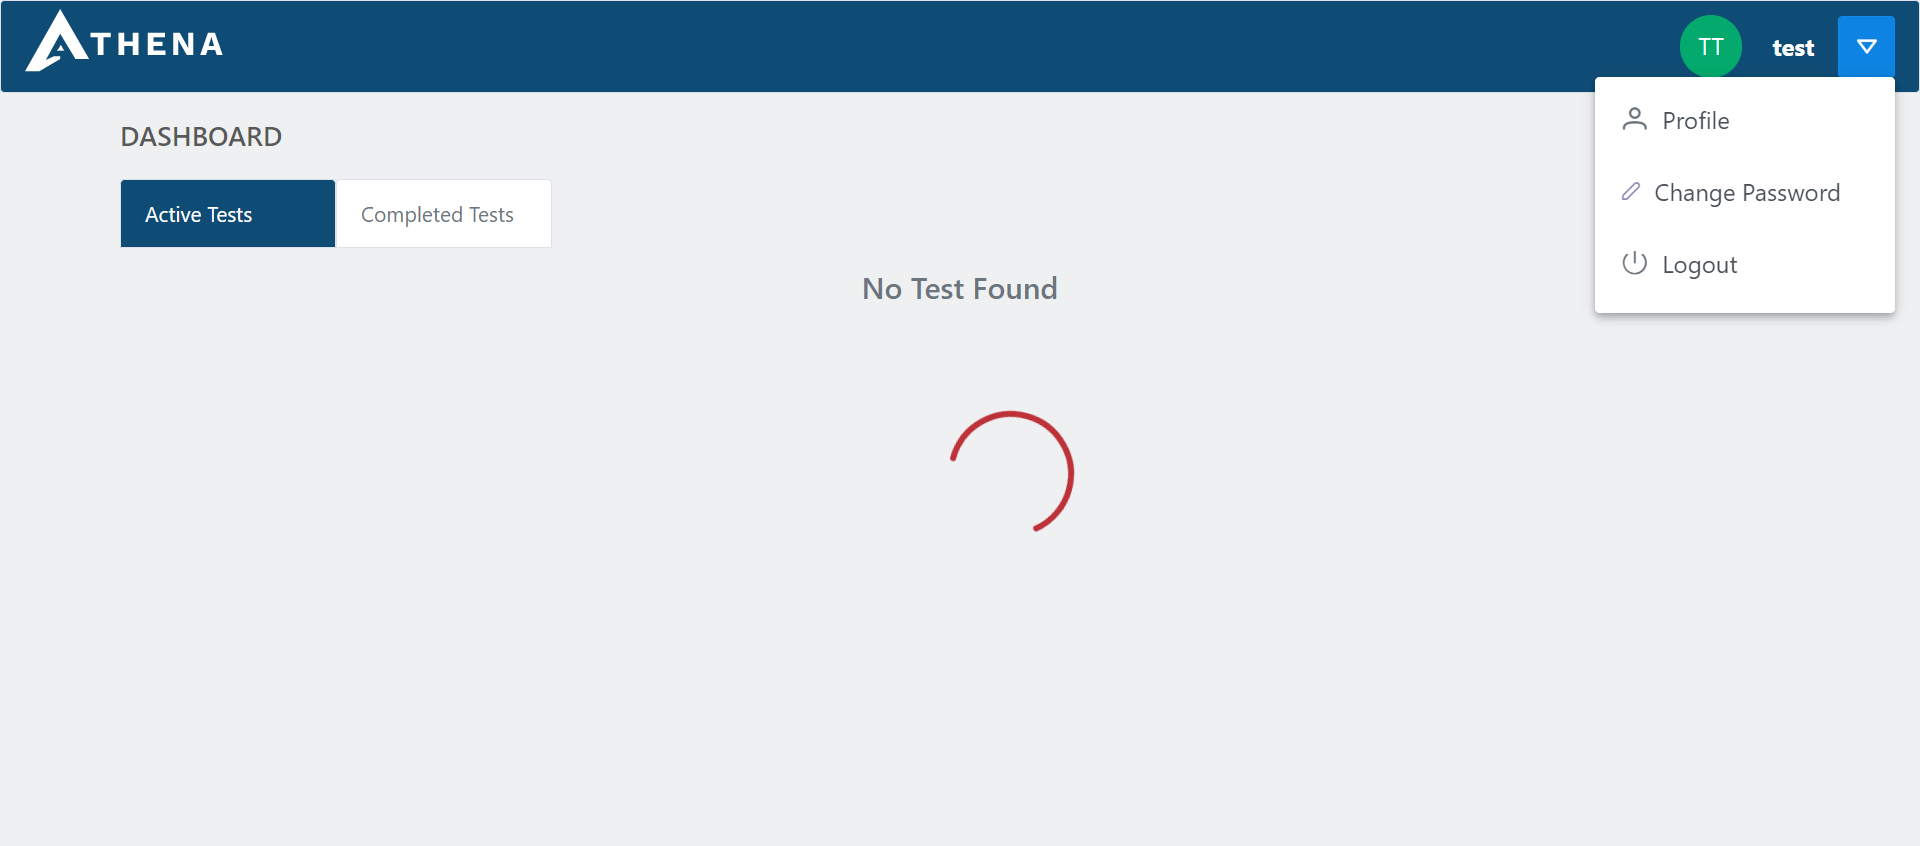 ATHENA
TT
test
Profile
Change Password
Logout
DASHBOARD
Active Tests
Completed Tests
No Test Found